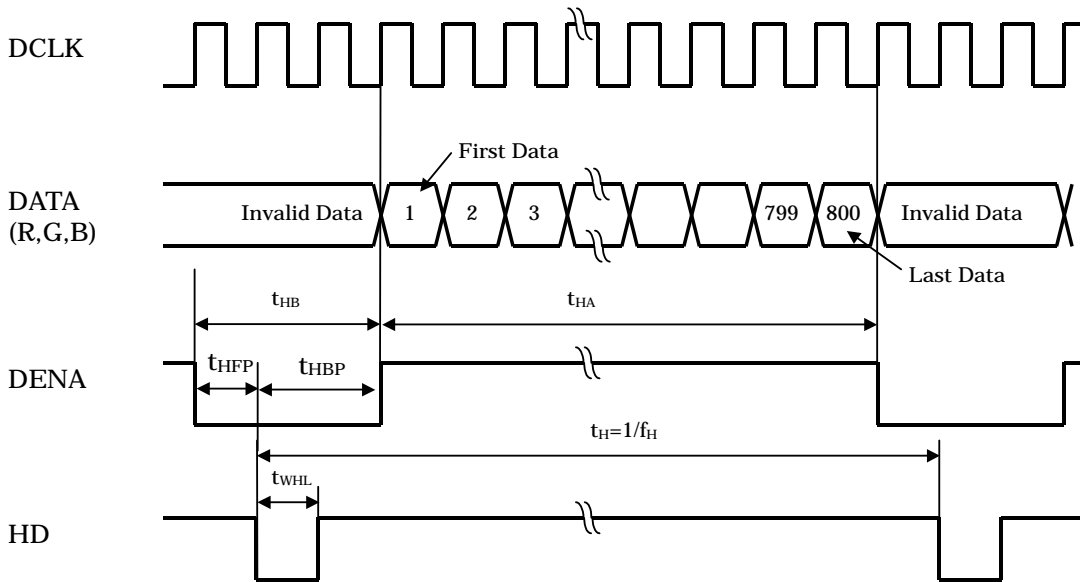 DCLK
First Data
DATA
(R,G,B)
Invalid Data 1 2 3 799 800 Invalid Data
Last Data
tHB tHA
DENA
tHFP tHBP
tH=1/fH
tWHL
HD